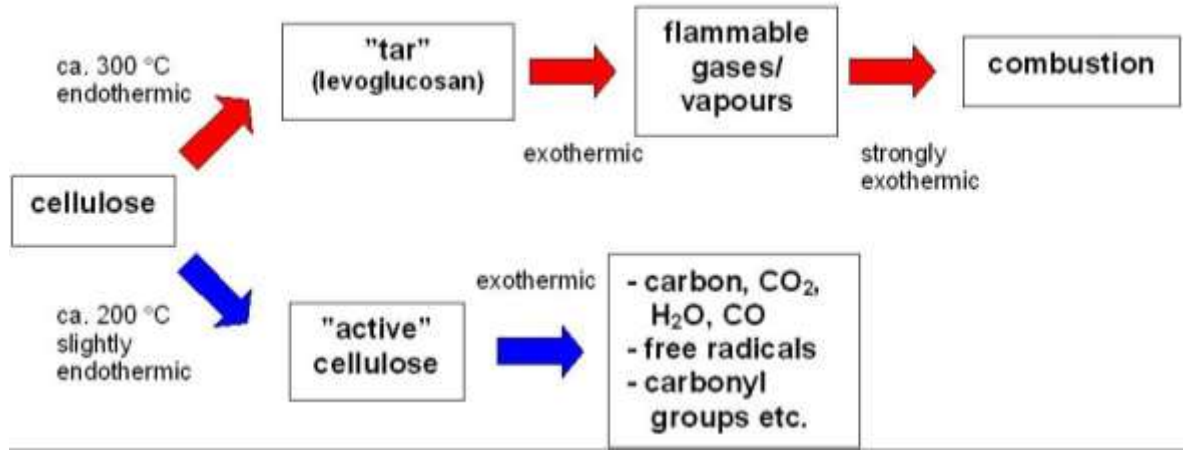 ca. 300 °C
endothermic
"tar"
(levoglucosan)
exothermic
flammable
gases/
vapours
strongly
exothermic
combustion
cellulose
ca. 200 °C
slightly
endothermic
"active"
cellulose
exothermic
- carbon, CO₂,
H₂O, CO
- free radicals
- carbonyl
groups etc.